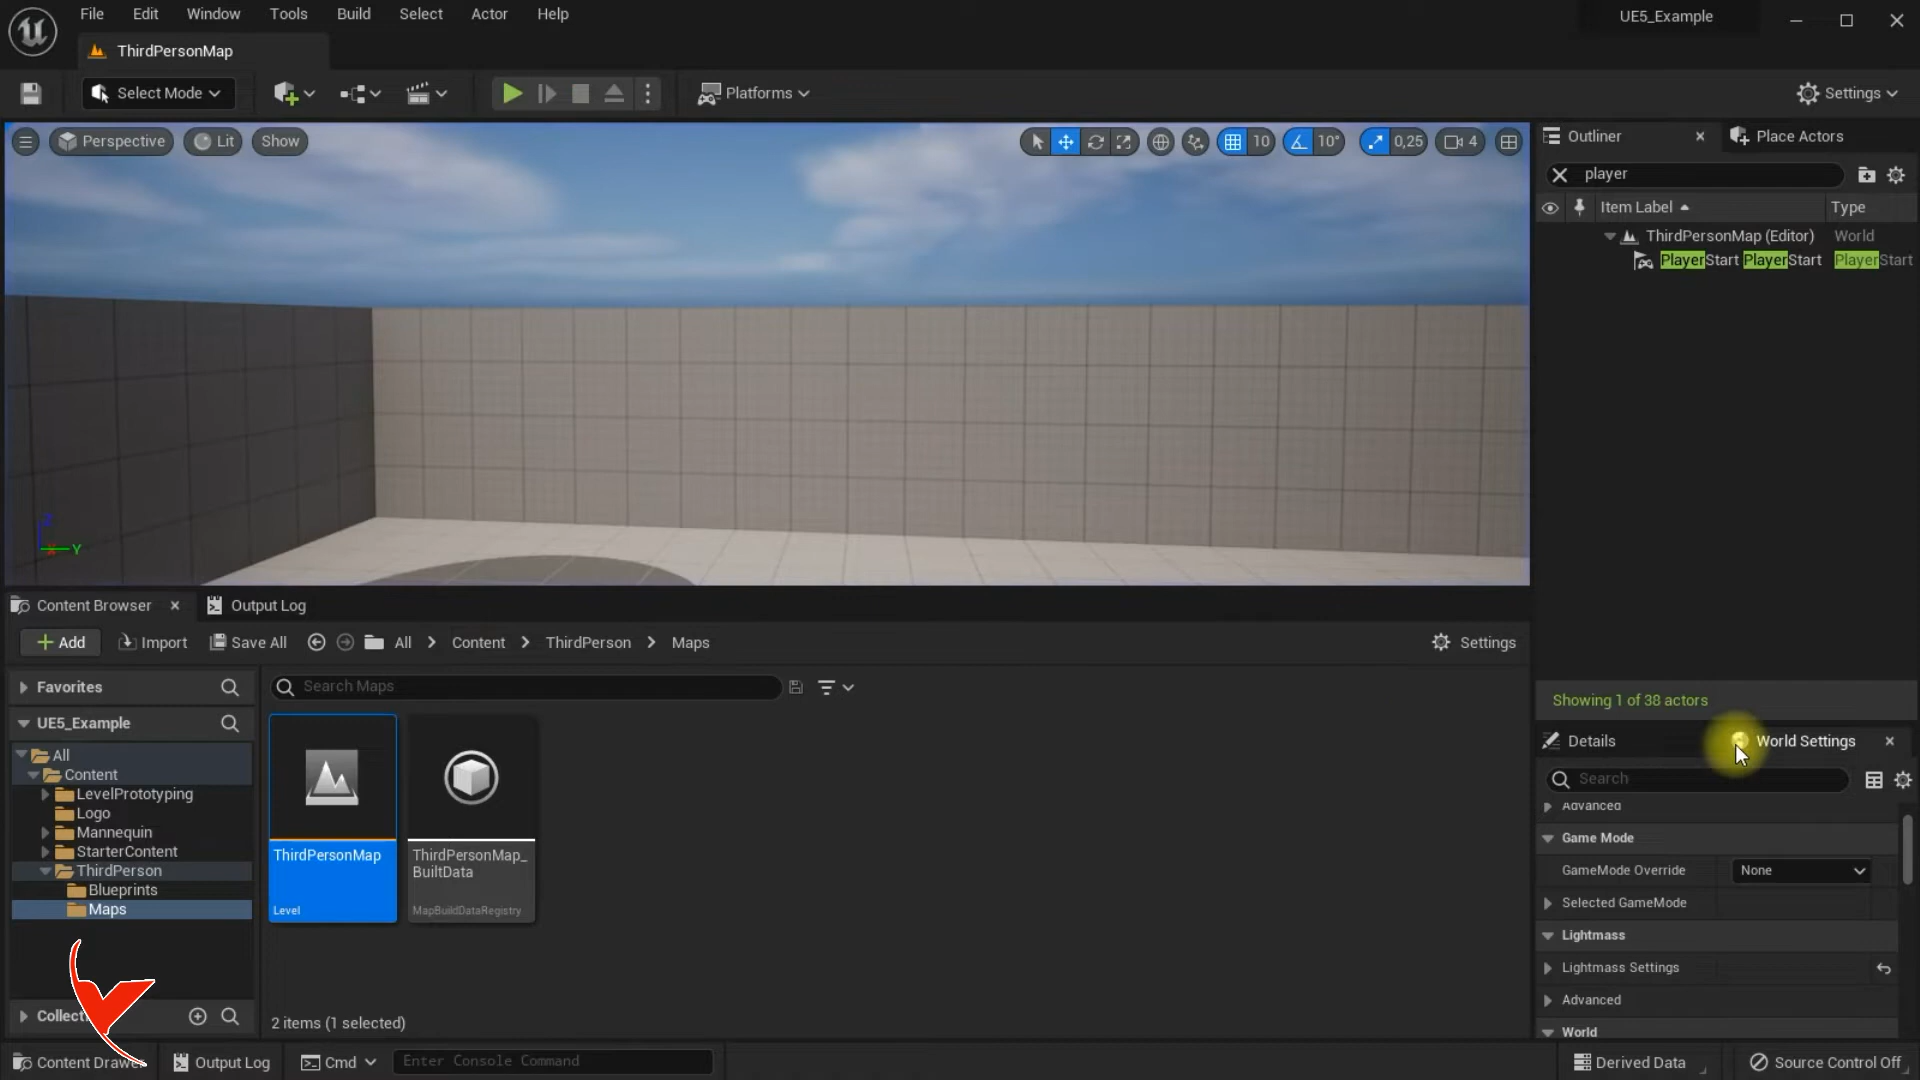 File Edit Window Tools Build Select Actor Help
UE5_Example
ThirdPersonMap
Select Mode
Platforms
Settings
Perspective
Lit
Show
10
10°
0,25
4
Outliner
Place Actors
player
Item Label
Type
ThirdPersonMap (Editor)
World
PlayerStart PlayerStart
PlayerStart
Z
X
Y
Showing 1 of 38 actors
Content Browser
Output Log
Add
Import
Save All
All
Content
ThirdPerson
Maps
Settings
Favorites
Search Maps
UE5_Example
All
Content
LevelPrototyping
Logo
Mannequin
StarterContent
ThirdPerson
Blueprints
Maps
ThirdPersonMap
Level
ThirdPersonMap_
BuiltData
MapBuildDataRegistry
Details
World Settings
Search
Advanced
Game Mode
GameMode Override
None
Selected GameMode
Lightmass
Lightmass Settings
Advanced
World
2 items (1 selected)
Content Drawer
Output Log
Cmd
Enter Console Command
Derived Data
Source Control Off